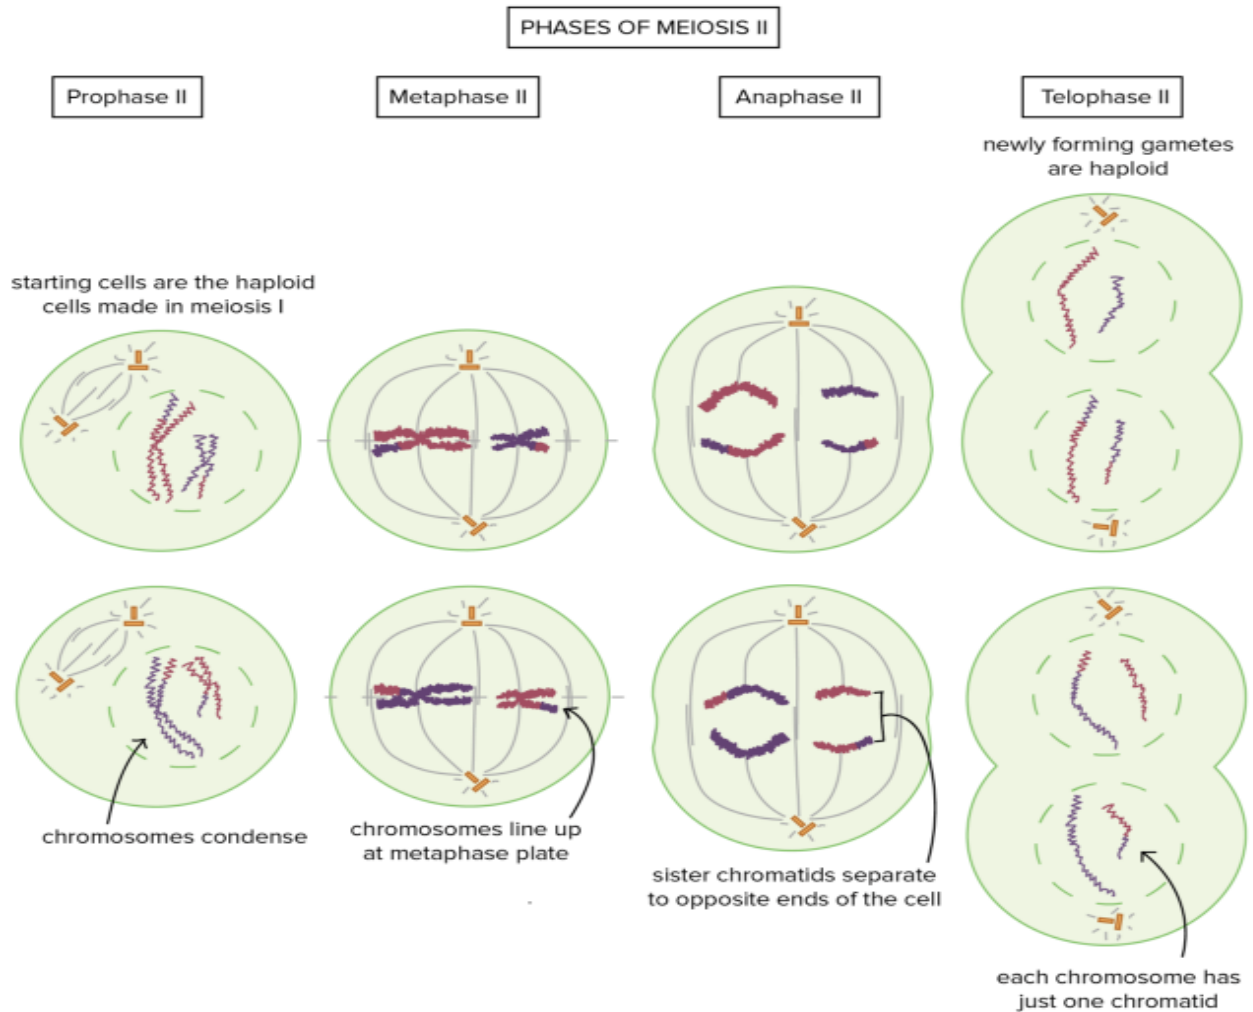 PHASES OF MEIOSIS II
Prophase II
Metaphase II
Anaphase II
Telophase II
newly forming gametes
are haploid
starting cells are the haploid
cells made in meiosis I
chromosomes condense
chromosomes line up
at metaphase plate
sister chromatids separate
to opposite ends of the cell
each chromosome has
just one chromatid